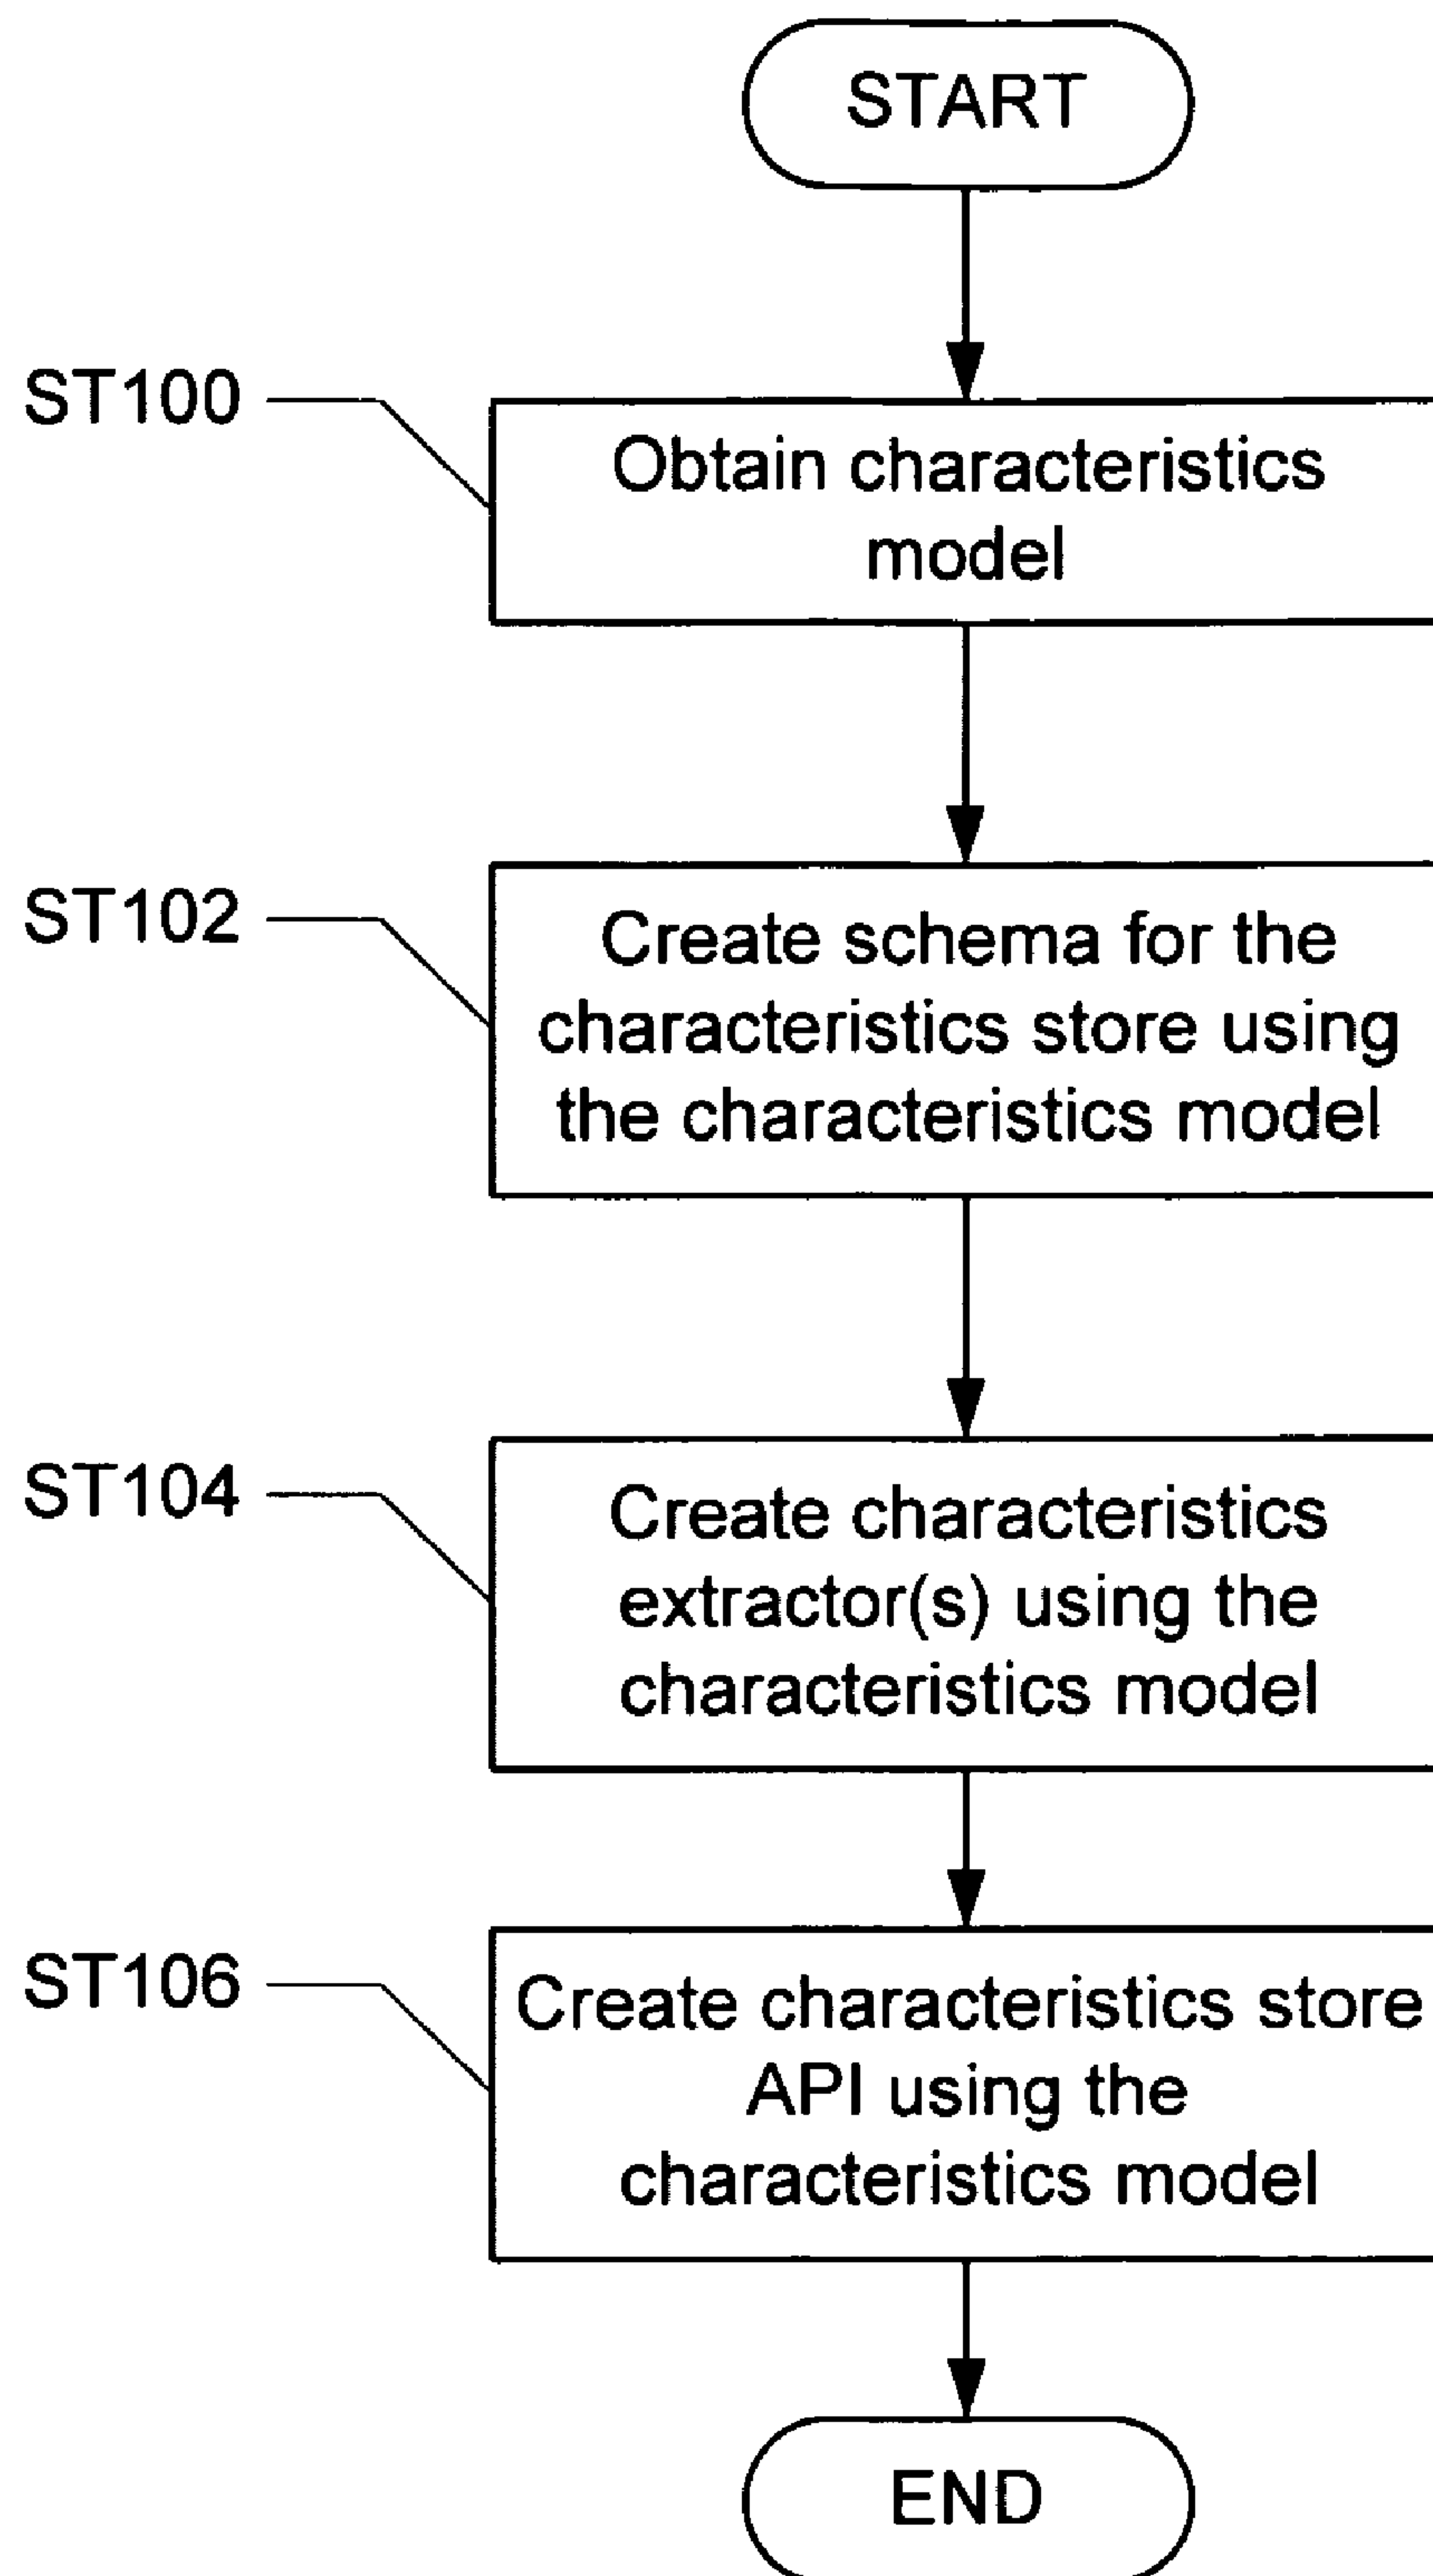 START
ST100
Obtain characteristics
model
ST102
Create schema for the
characteristics store using
the characteristics model
ST104
Create characteristics
extractor(s) using the
characteristics model
ST106
Create characteristics store
API using the
characteristics model
END